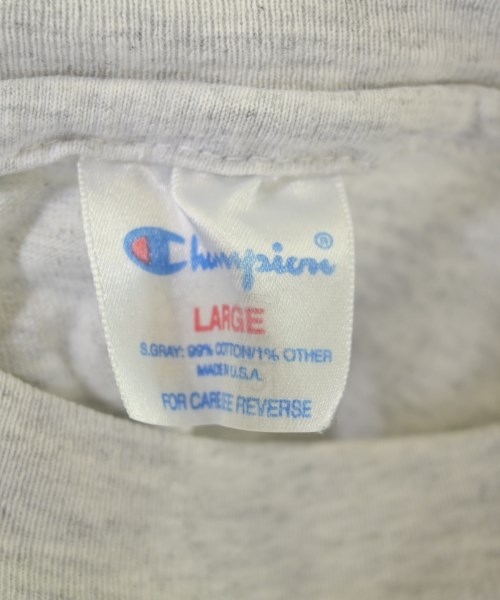 Champion®
LARGE
S.GRAY: 99% COTTON/1% OTHER
MADE IN U.S.A.
FOR CARE SEE REVERSE